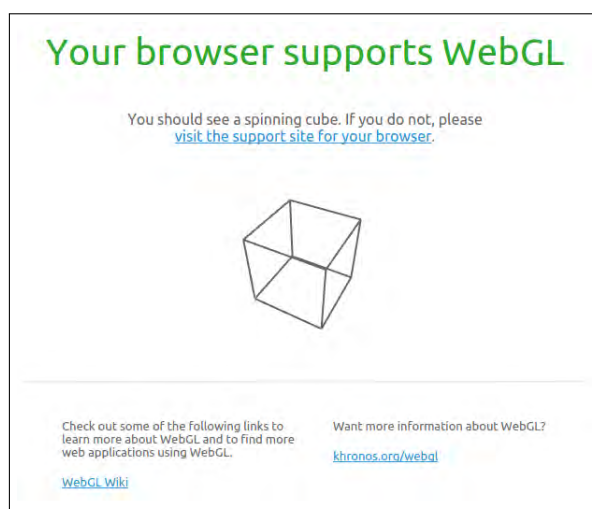 Your browser supports WebGL
You should see a spinning cube. If you do not, please
visit the support site for your browser.
Check out some of the following links to
learn more about WebGL and to find more
web applications using WebGL.
WebGL Wiki
Want more information about WebGL?
khronos.org/webgl